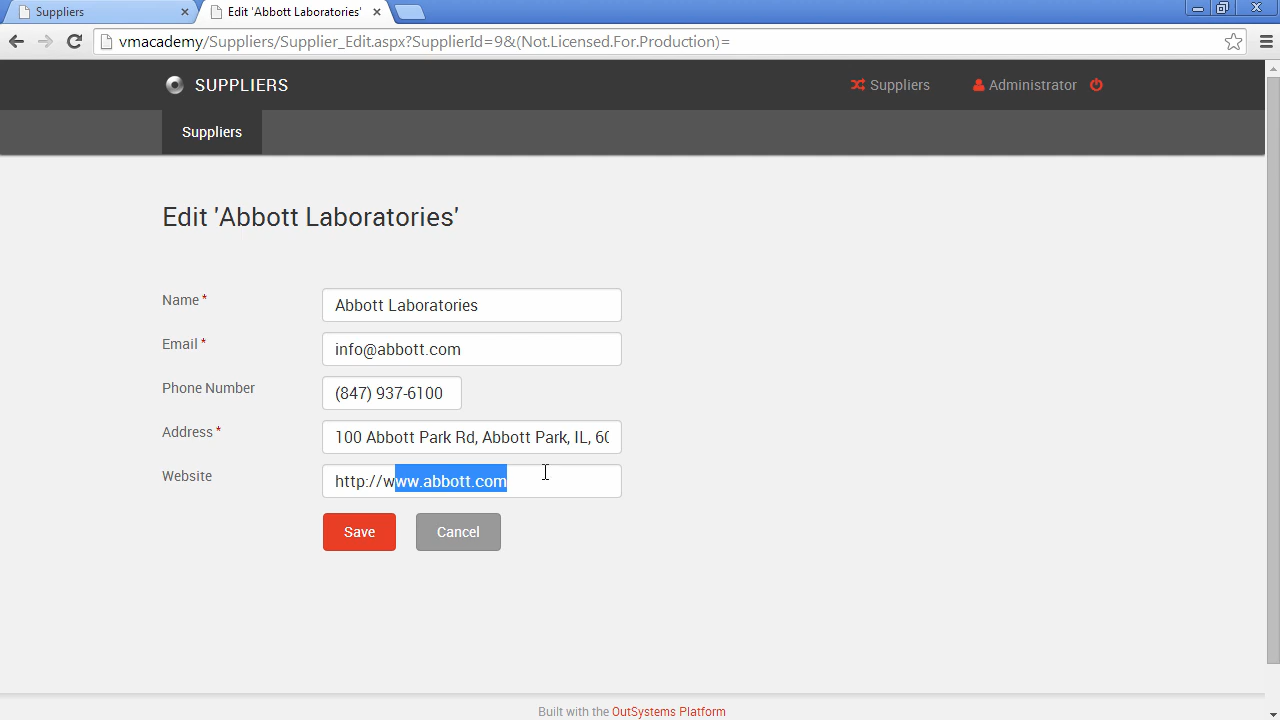 Suppliers
Edit 'Abbott Laboratories'
vmacademy/Suppliers/Supplier_Edit.aspx?SupplierId=9&(Not.Licensed.For.Production)=
SUPPLIERS
Suppliers
Administrator
Suppliers
Edit 'Abbott Laboratories'
Name *
Abbott Laboratories
Email *
info@abbott.com
Phone Number
(847) 937-6100
Address *
100 Abbott Park Rd, Abbott Park, IL, 60
Website
http://www.abbott.com
Save
Cancel
Built with the OutSystems Platform